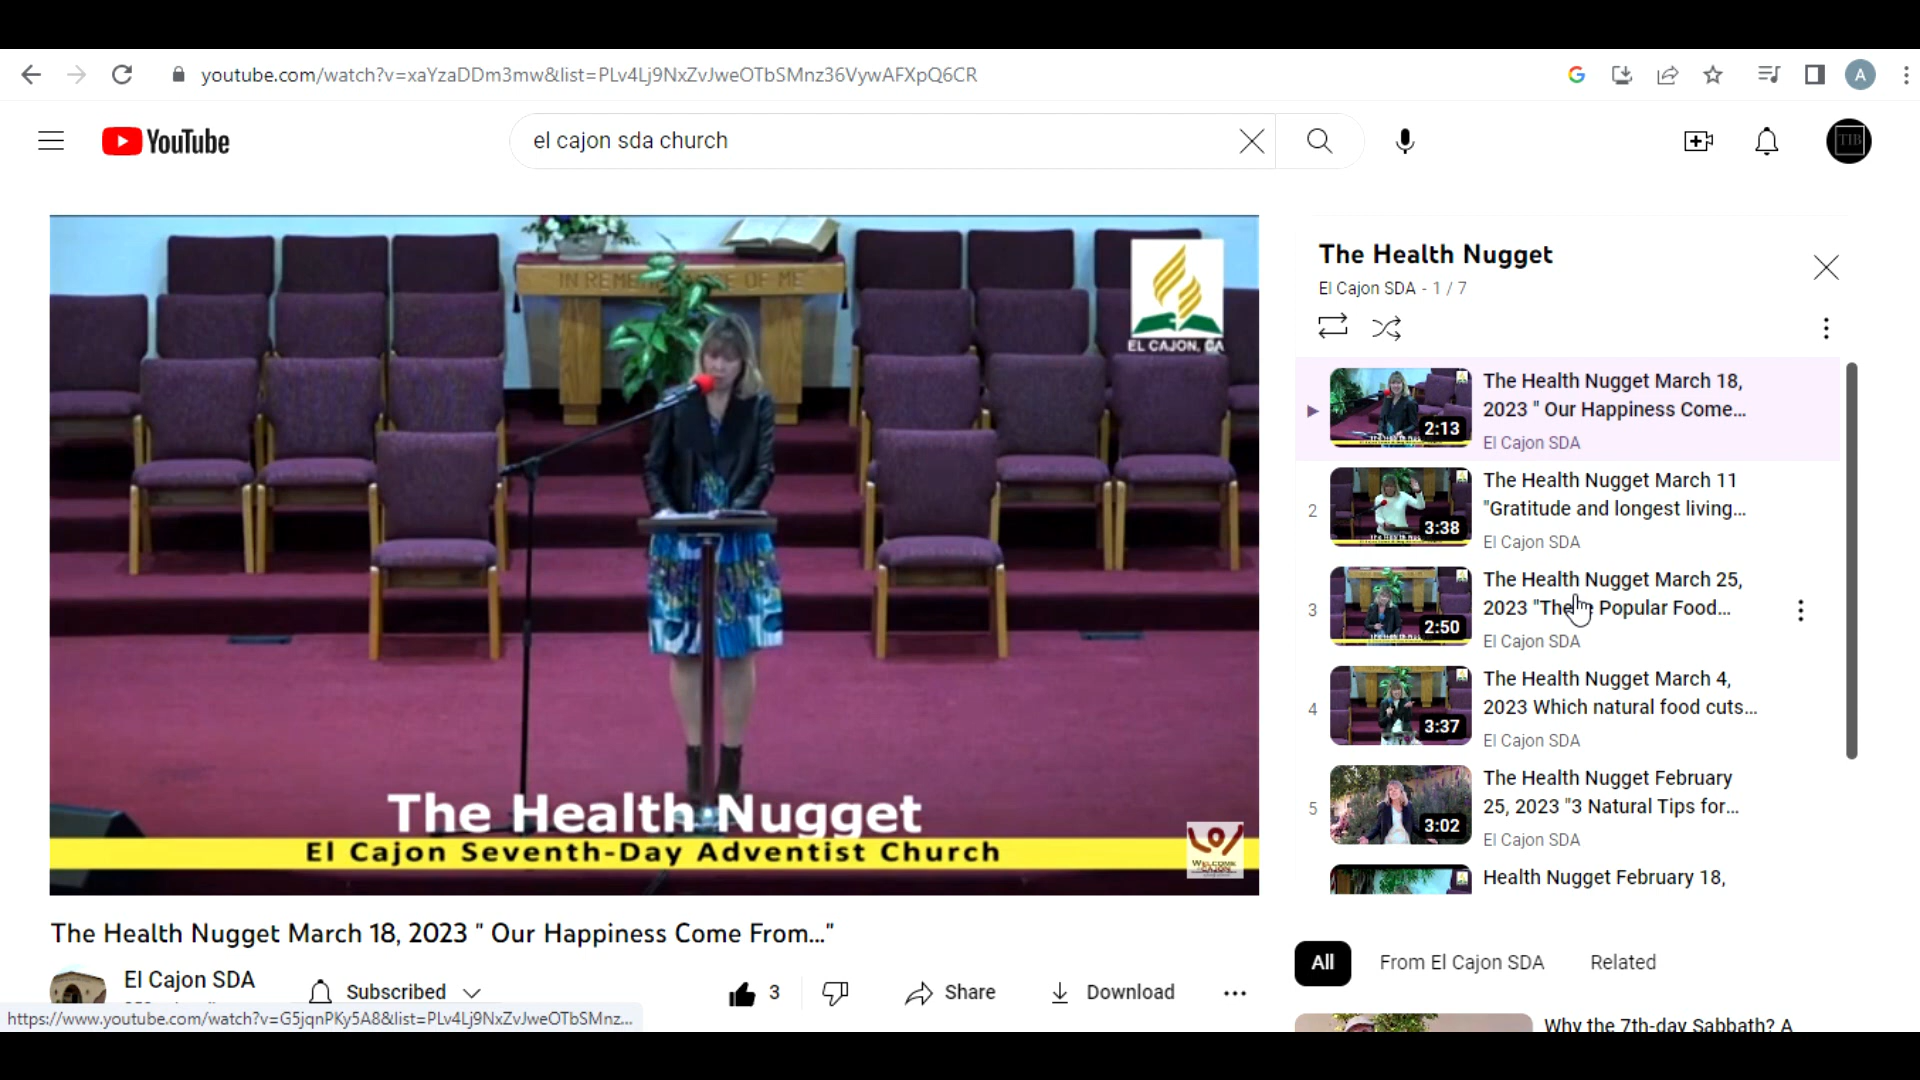 youtube.com/watch?v=xaYzaDDm3mw&list=PLv4Lj9NxZvJweOTbSMnz36VywAFXpQ6CR
A
YouTube
el cajon sda church
TIB
IN REMEMBRANCE OF ME
EL CAJON, CA
The Health Nugget
El Cajon Seventh-Day Adventist Church
WELCOME
The Health Nugget March 18, 2023 " Our Happiness Come From..."
El Cajon SDA
Subscribed
3
Share
Download
https://www.youtube.com/watch?v=G5jqnPKy5A8&list=PLv4Lj9NxZvJweOTbSMnz...
The Health Nugget
El Cajon SDA - 1 / 7
The Health Nugget March 18,
2023 " Our Happiness Come...
2:13
El Cajon SDA
2
The Health Nugget March 11
"Gratitude and longest living...
3:38
El Cajon SDA
3
The Health Nugget March 25,
2023 Popular Food...
2:50
El Cajon SDA
4
The Health Nugget March 4,
2023 Which natural food cuts...
3:37
El Cajon SDA
5
The Health Nugget February
25, 2023 "3 Natural Tips for...
3:02
El Cajon SDA
Health Nugget February 18,
All
From El Cajon SDA
Related
Why the 7th-day Sabbath? A